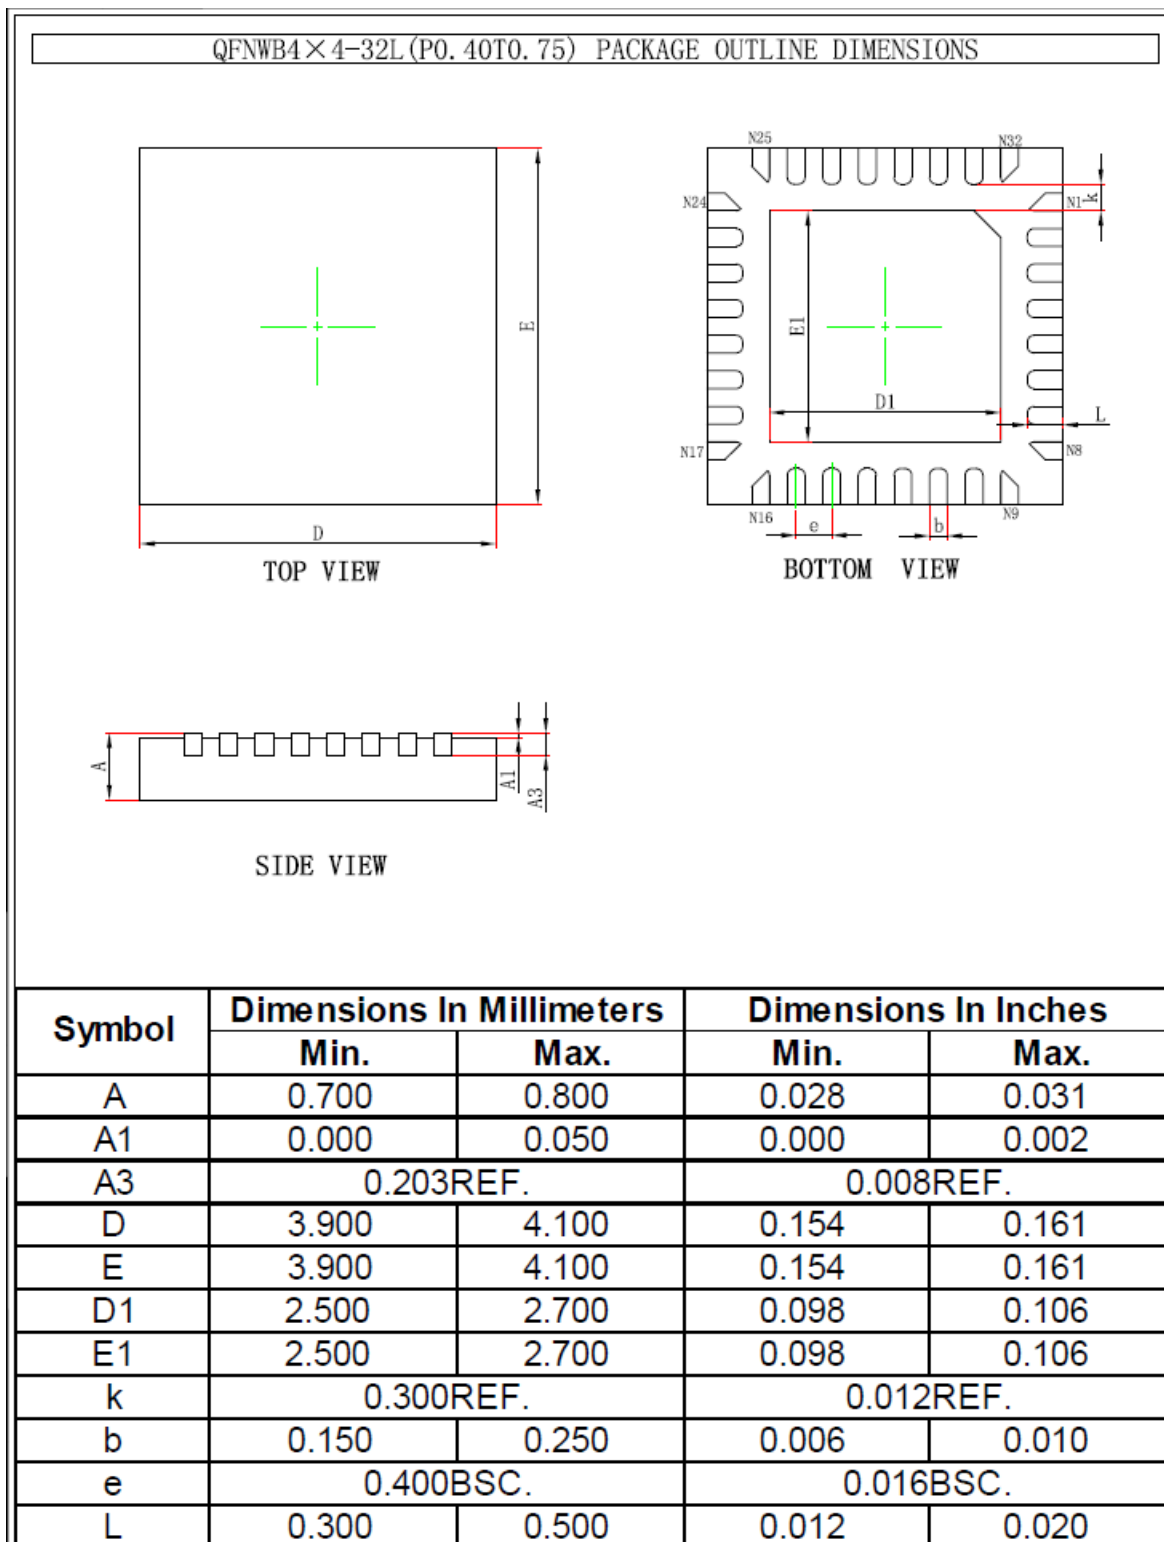 QFNWB4×4-32L(P0.40T0.75) PACKAGE OUTLINE DIMENSIONS
N25
N32
N24
N1
k
E
E1
D1
L
N17
N8
N16
e
b
N9
D
TOP VIEW
BOTTOM VIEW
A
A1
A3
SIDE VIEW
Symbol Dimensions In Millimeters Dimensions In Inches
Min. Max. Min. Max.
A 0.700 0.800 0.028 0.031
A1 0.000 0.050 0.000 0.002
A3 0.203REF. 0.008REF.
D 3.900 4.100 0.154 0.161
E 3.900 4.100 0.154 0.161
D1 2.500 2.700 0.098 0.106
E1 2.500 2.700 0.098 0.106
k 0.300REF. 0.012REF.
b 0.150 0.250 0.006 0.010
e 0.400BSC. 0.016BSC.
L 0.300 0.500 0.012 0.020